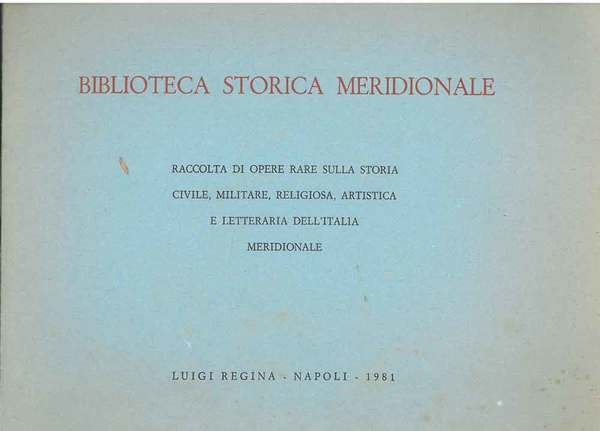 BIBLIOTECA STORICA MERIDIONALE
RACCOLTA DI OPERE RARE SULLA STORIA
CIVILE, MILITARE, RELIGIOSA, ARTISTICA
E LETTERARIA DELL'ITALIA
MERIDIONALE
LUIGI REGINA - NAPOLI - 1981